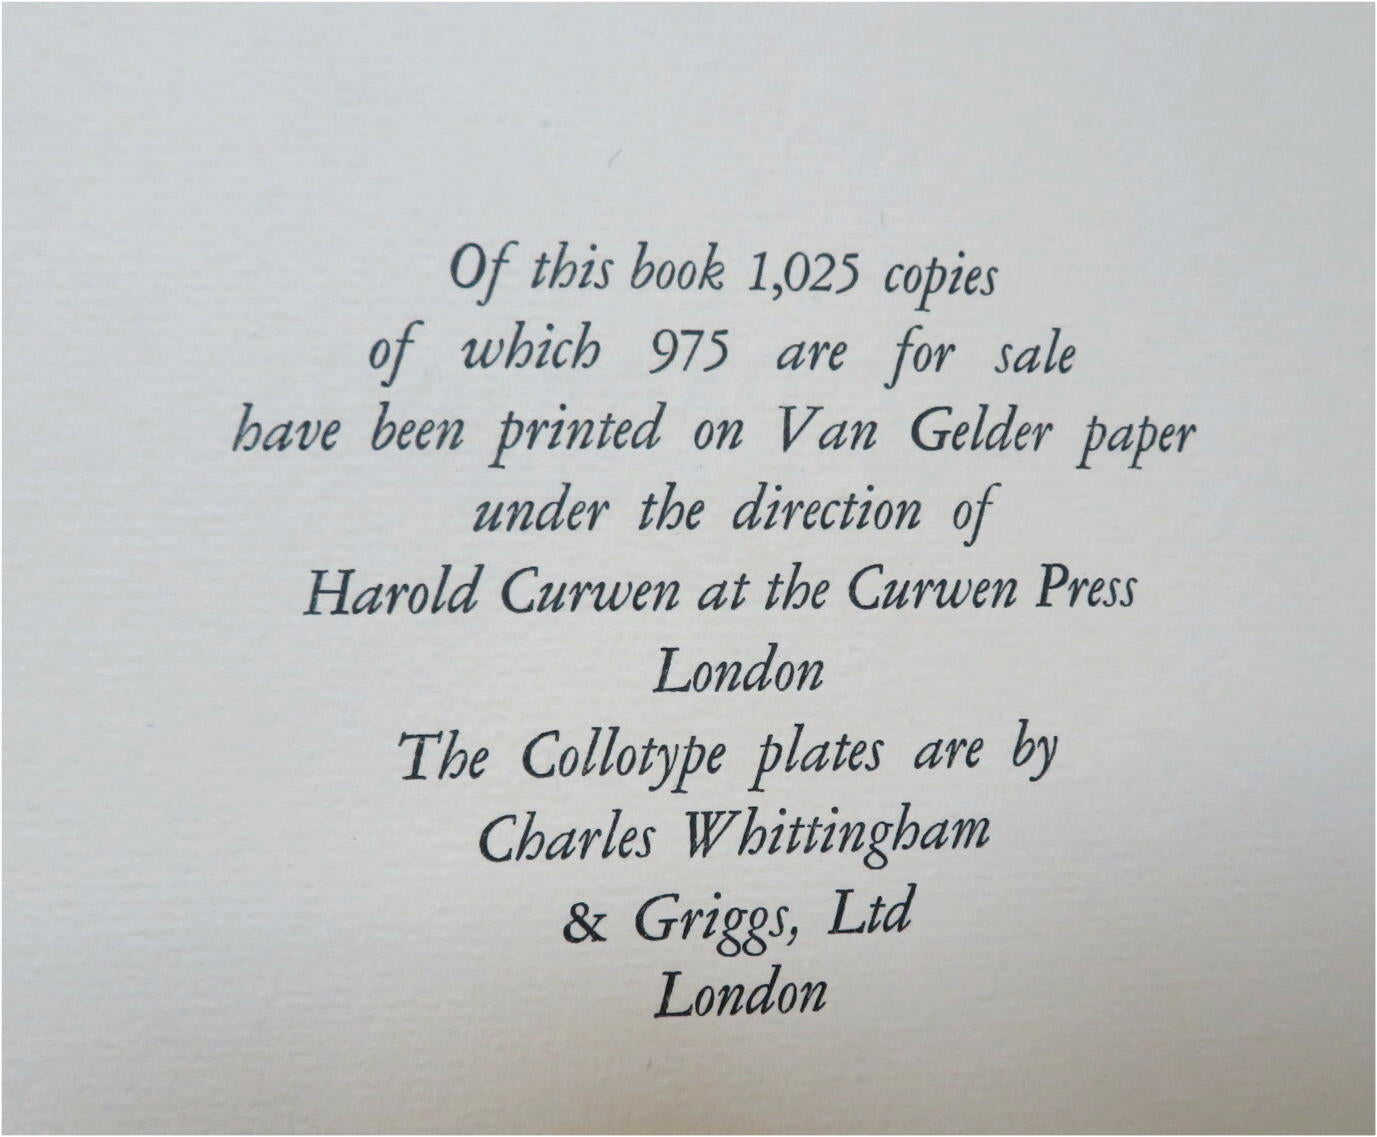 Of this book 1,025 copies
of which 975 are for sale
have been printed on Van Gelder paper
under the direction of
Harold Curwen at the Curwen Press
London
The Collotype plates are by
Charles Whittingham
& Griggs, Ltd
London